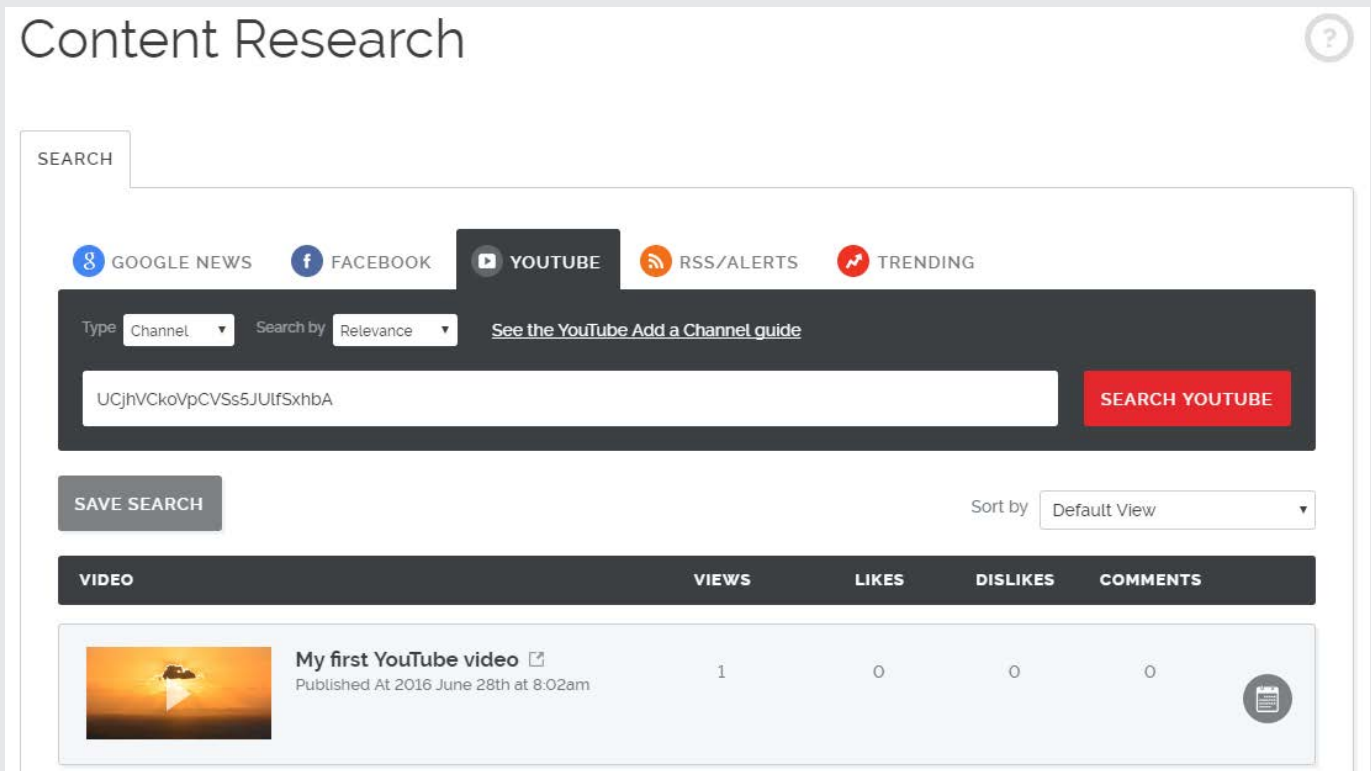 Content Research
?
SEARCH
GOOGLE NEWS FACEBOOK YOUTUBE RSS/ALERTS TRENDING
Type Channel Search by Relevance See the YouTube Add a Channel guide
UCjhVCkoVpCVSs5JUlfSxhbA SEARCH YOUTUBE
SAVE SEARCH Sort by Default View
VIDEO VIEWS LIKES DISLIKES COMMENTS
My first YouTube video 1 0 0 0
Published At 2016 June 28th at 8:02am